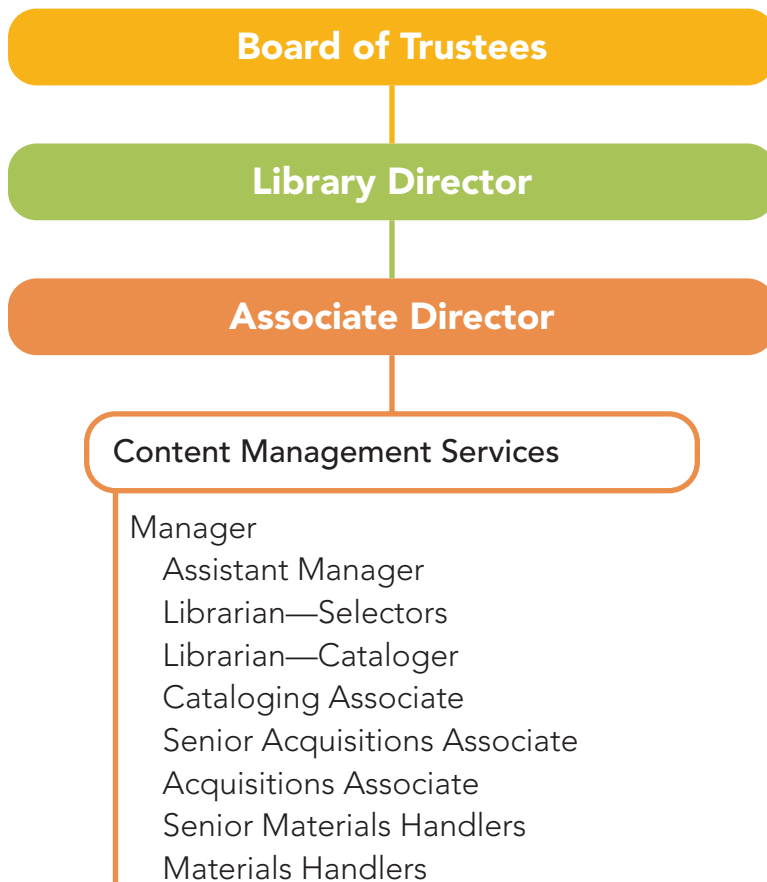 Board of Trustees
Library Director
Associate Director
Content Management Services
Manager
Assistant Manager
Librarian—Selectors
Librarian—Cataloger
Cataloging Associate
Senior Acquisitions Associate
Acquisitions Associate
Senior Materials Handlers
Materials Handlers